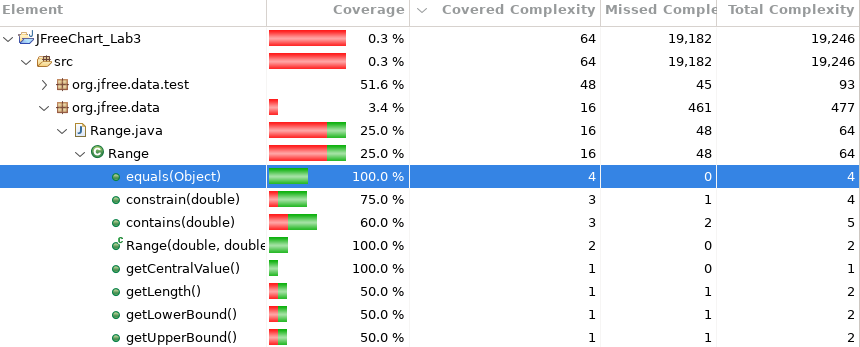 Element Coverage Covered Complexity Missed Comple Total Complexity
JFreeChart_Lab3 0.3 % 64 19,182 19,246
src 0.3 % 64 19,182 19,246
org.jfree.data.test 51.6 % 48 45 93
org.jfree.data 3.4 % 16 461 477
Range.java 25.0 % 16 48 64
Range 25.0 % 16 48 64
equals(Object) 100.0 % 4 0 4
constrain(double) 75.0 % 3 1 4
contains(double) 60.0 % 3 2 5
Range(double, double 100.0 % 2 0 2
getCentralValue() 100.0 % 1 0 1
getLength() 50.0 % 1 1 2
getLowerBound() 50.0 % 1 1 2
getUpperBound() 50.0 % 1 1 2